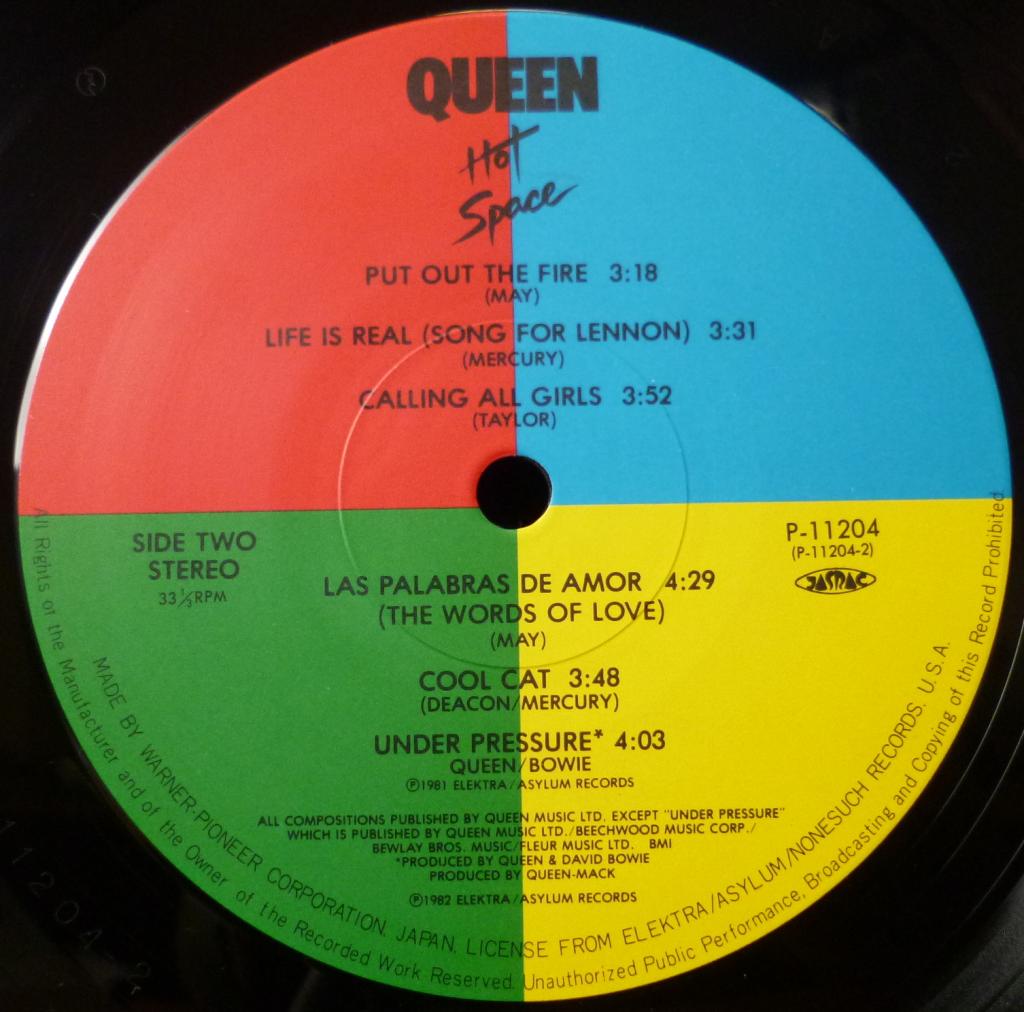 QUEEN
Hot
Space
PUT OUT THE FIRE 3:18
(MAY)
LIFE IS REAL (SONG FOR LENNON) 3:31
(MERCURY)
CALLING ALL GIRLS 3:52
(TAYLOR)
SIDE TWO
STEREO
33 1/3 RPM
P-11204
(P-11204-2)
JASRAC
LAS PALABRAS DE AMOR 4:29
(THE WORDS OF LOVE)
(MAY)
COOL CAT 3:48
(DEACON/MERCURY)
UNDER PRESSURE* 4:03
QUEEN/BOWIE
Ⓟ1981 ELEKTRA/ASYLUM RECORDS
ALL COMPOSITIONS PUBLISHED BY QUEEN MUSIC LTD. EXCEPT "UNDER PRESSURE"
WHICH IS PUBLISHED BY QUEEN MUSIC LTD./BEECHWOOD MUSIC CORP./
BEWLAY BROS. MUSIC/FLEUR MUSIC LTD. BMI
*PRODUCED BY QUEEN & DAVID BOWIE
PRODUCED BY QUEEN-MACK
Ⓟ1982 ELEKTRA/ASYLUM RECORDS
MADE BY WARNER-PIONEER CORPORATION, JAPAN. LICENSE FROM ELEKTRA/ASYLUM/NONESUCH RECORDS. U.S.A.
All Rights of the Manufacturer and of the Owner of the Recorded Work Reserved. Unauthorized Public Performance, Broadcasting and Copying of this Record Prohibited